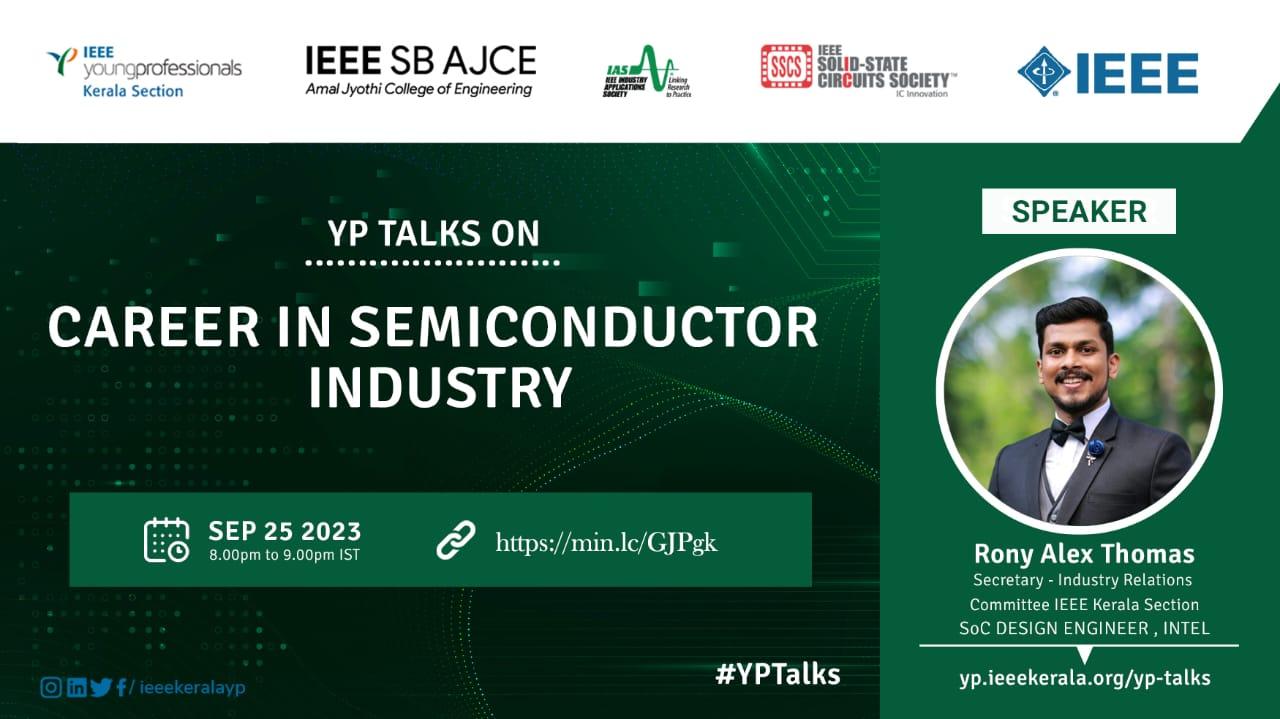 IEEE
youngprofessionals
Kerala Section
IEEE SB AJCE
Amal Jyothi College of Engineering
IAS
IEEE INDUSTRY
APPLICATIONS
SOCIETY
Linking
Research
to Practice
SSCS
IEEE
SOLID-STATE
CIRCUITS SOCIETY™
IC Innovation
IEEE
®
YP TALKS ON
CAREER IN SEMICONDUCTOR
INDUSTRY
SEP 25 2023
8.00pm to 9.00pm IST
https://min.lc/GJPgk
#YPTalks
/ ieeekeralayp
SPEAKER
Rony Alex Thomas
Secretary - Industry Relations
Committee IEEE Kerala Section
SoC DESIGN ENGINEER , INTEL
yp.ieeekerala.org/yp-talks